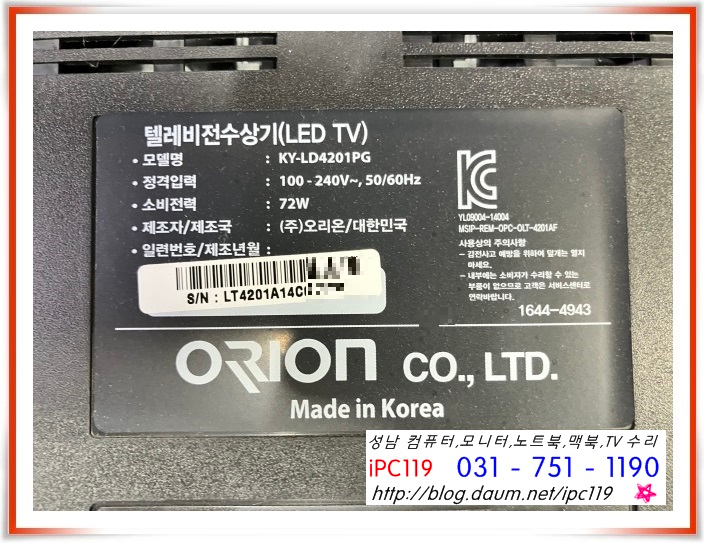 텔레비전수상기(LED TV)
• 모델명 : KY-LD4201PG
• 정격입력 : 100 - 240V~, 50/60Hz
• 소비전력 : 72W
• 제조자/제조국 : (주)오리온/대한민국
• 일련번호/제조년월 :
S/N : LT4201A14C
YL09004-14004
MSIP-REM-OPC-OLT-4201AF
사용상의 주의사항
- 감전사고 예방을 위하여 덮개는 열지
마세요.
- 내부에는 소비자가 수리할 수 있는
부품이 없으므로 고객은 서비스센터로
연락바랍니다.
1644-4943
ORION CO., LTD.
Made in Korea
성남 컴퓨터,모니터,노트북,맥북,TV 수리
iPC119 031 - 751 - 1190
http://blog.daum.net/ipc119